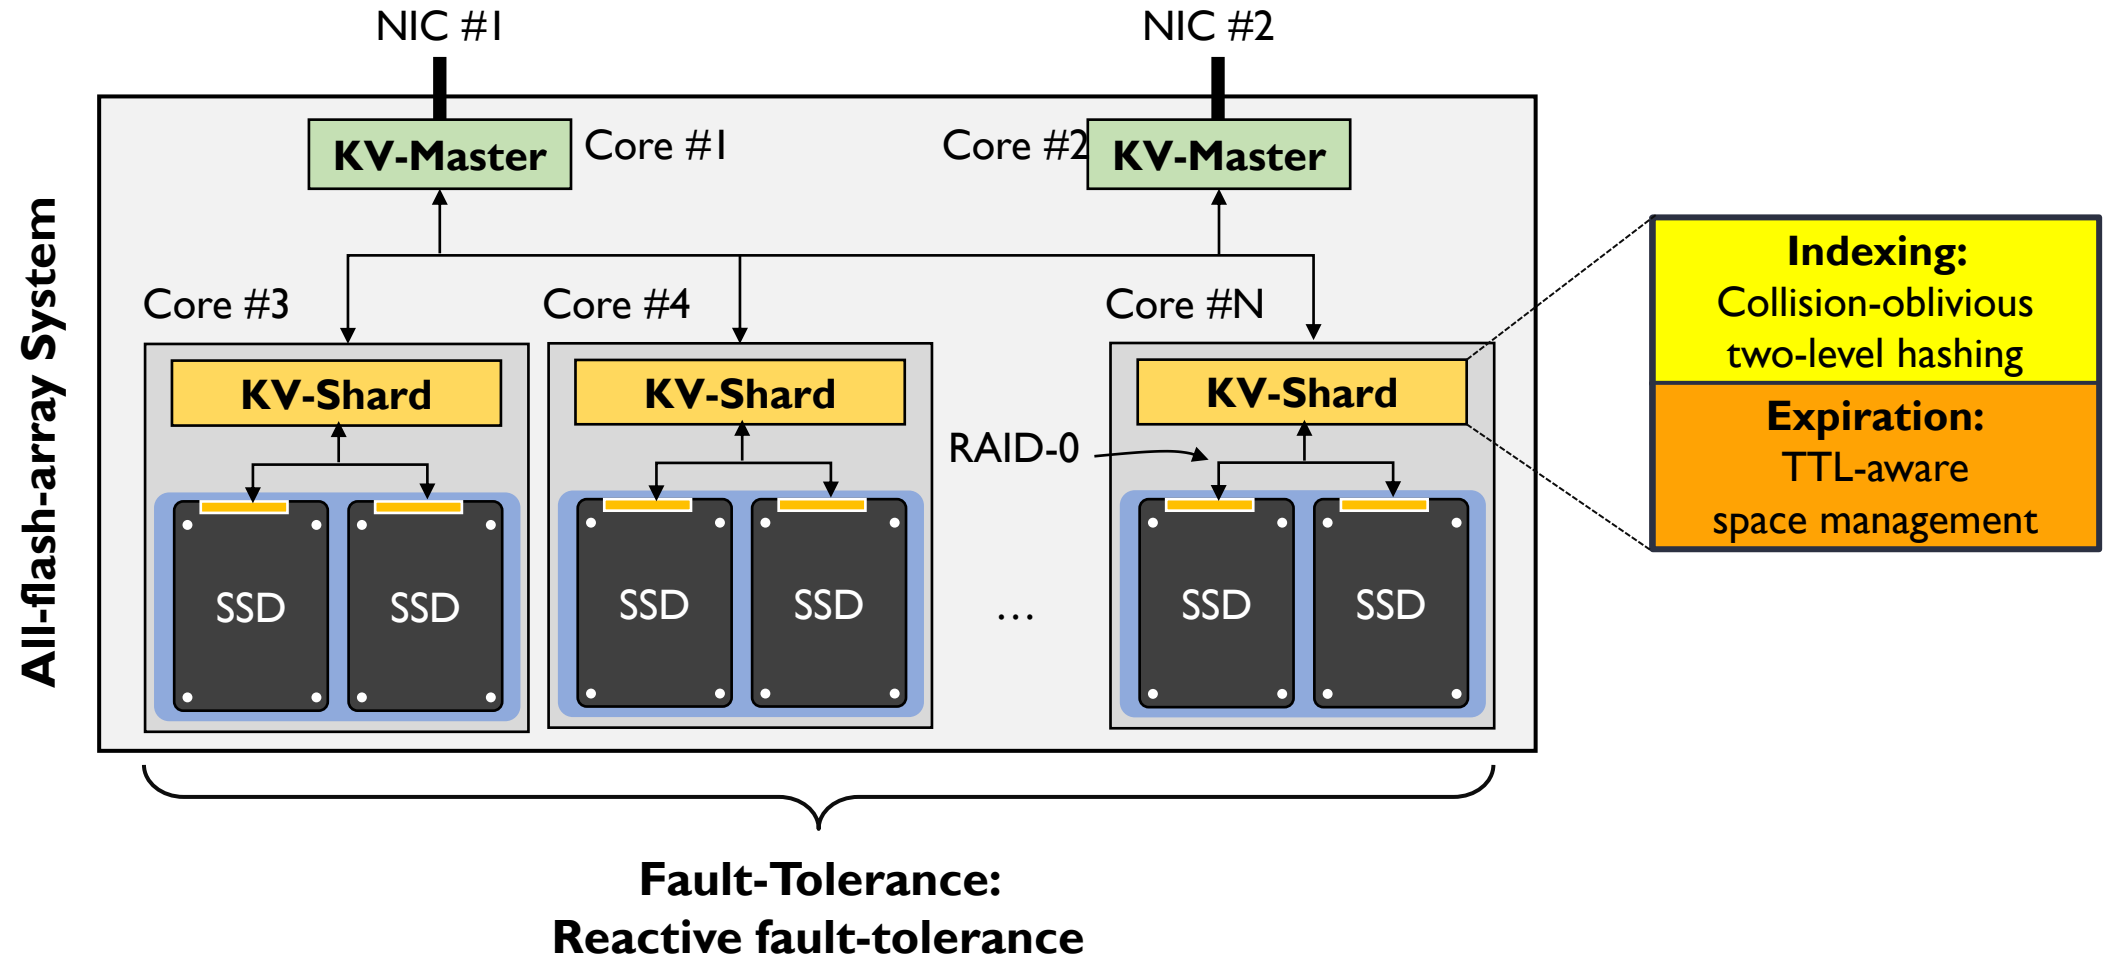 NIC #1
NIC #2
KV-Master
Core #1
Core #2
KV-Master
All-flash-array System
Core #3
Core #4
Core #N
KV-Shard
KV-Shard
KV-Shard
RAID-0
SSD
SSD
SSD
SSD
...
SSD
SSD
Indexing:
Collision-oblivious
two-level hashing
Expiration:
TTL-aware
space management
Fault-Tolerance:
Reactive fault-tolerance